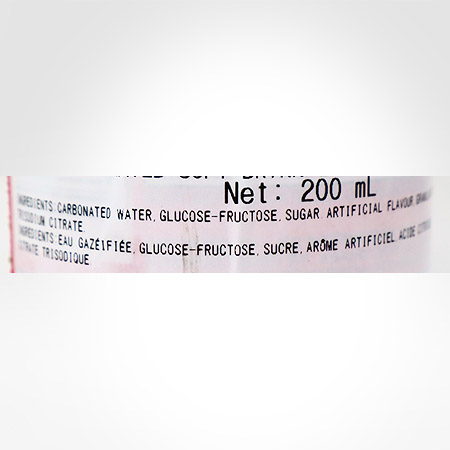 Net: 200 mL
INGREDIENTS CARBONATED WATER, GLUCOSE-FRUCTOSE, SUGAR ARTIFICIAL FLAVOUR
TRISODIUM CITRATE.
INGREDIENTS EAU GAZÉIFIÉE, GLUCOSE-FRUCTOSE, SUCRE, ARÔME ARTIFICIEL ACIDE
CITRATE TRISODIQUE.